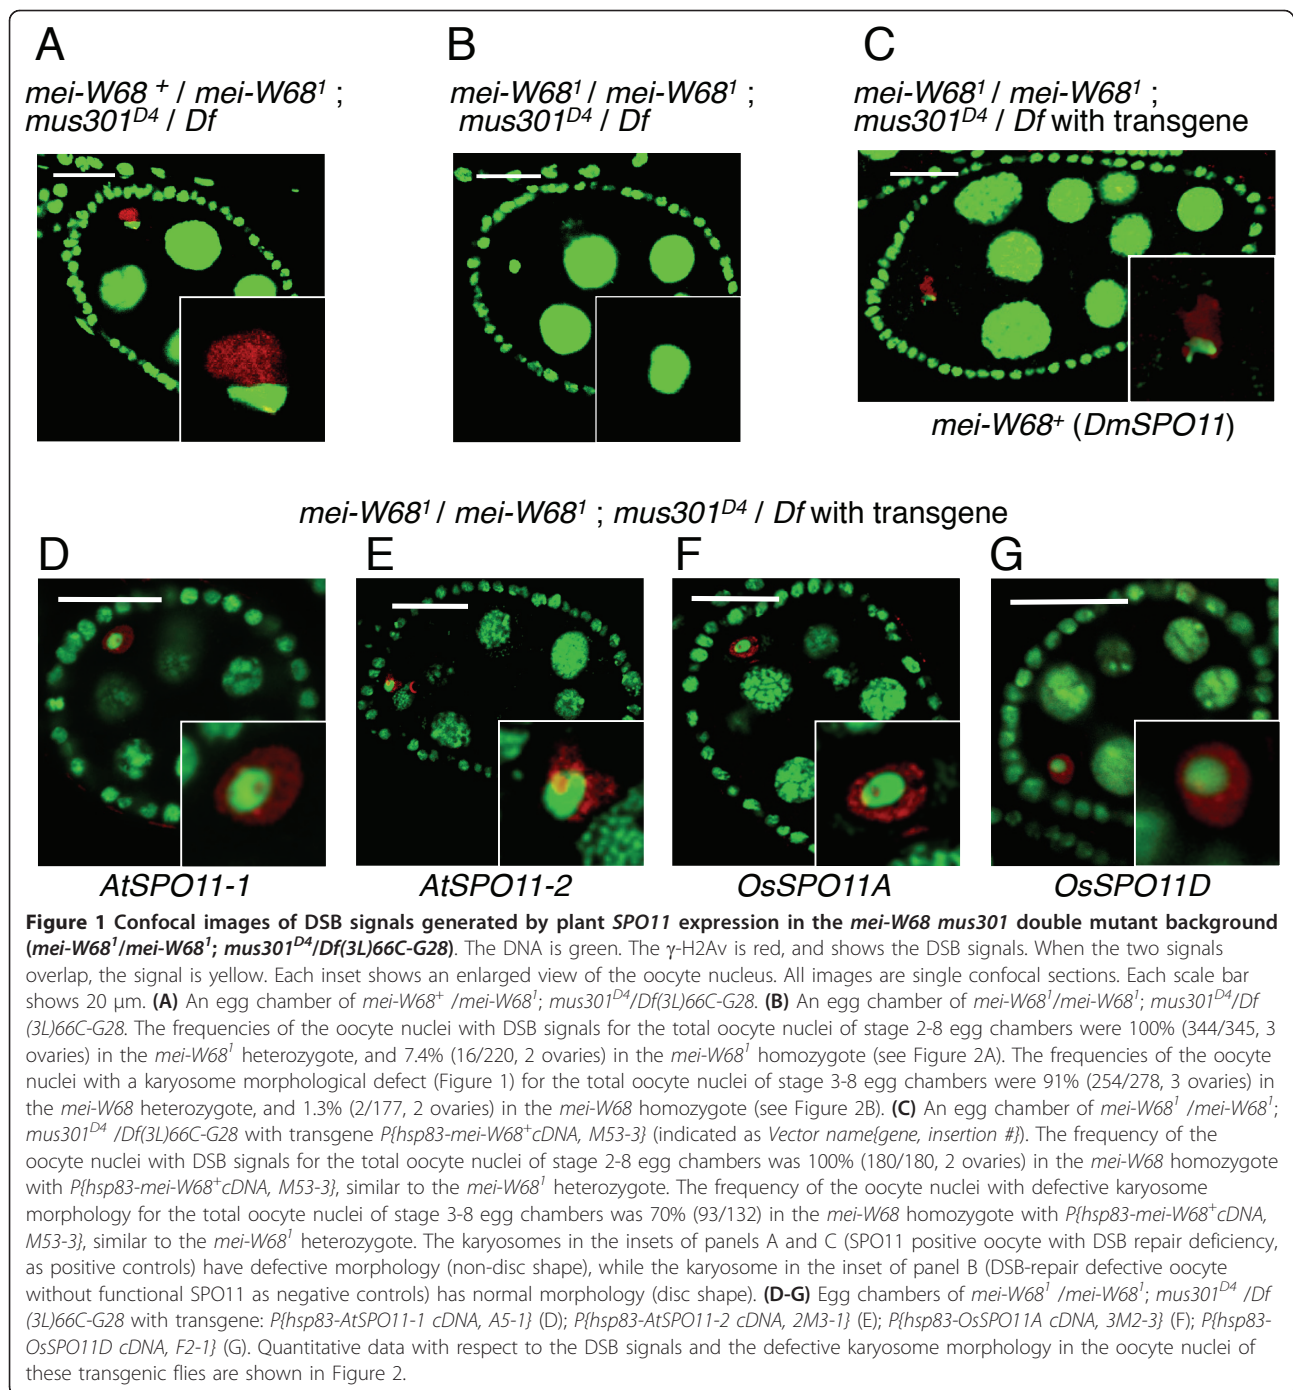 A
mei-W68 + / mei-W68¹ ;
mus301ᴰ⁴ / Df
B
mei-W68¹ / mei-W68¹ ;
mus301ᴰ⁴ / Df
C
mei-W68¹ / mei-W68¹ ;
mus301ᴰ⁴ / Df with transgene
mei-W68⁺ (DmSPO11)
mei-W68¹ / mei-W68¹ ; mus301ᴰ⁴ / Df with transgene
D
E
F
G
AtSPO11-1
AtSPO11-2
OsSPO11A
OsSPO11D
Figure 1 Confocal images of DSB signals generated by plant SPO11 expression in the mei-W68 mus301 double mutant background
(mei-W68¹/mei-W68¹; mus301ᴰ⁴/Df(3L)66C-G28). The DNA is green. The γ-H2Av is red, and shows the DSB signals. When the two signals
overlap, the signal is yellow. Each inset shows an enlarged view of the oocyte nucleus. All images are single confocal sections. Each scale bar
shows 20 μm. (A) An egg chamber of mei-W68⁺ /mei-W68¹; mus301ᴰ⁴/Df(3L)66C-G28. (B) An egg chamber of mei-W68¹/mei-W68¹; mus301ᴰ⁴/Df
(3L)66C-G28. The frequencies of the oocyte nuclei with DSB signals for the total oocyte nuclei of stage 2-8 egg chambers were 100% (344/345, 3
ovaries) in the mei-W68¹ heterozygote, and 7.4% (16/220, 2 ovaries) in the mei-W68¹ homozygote (see Figure 2A). The frequencies of the oocyte
nuclei with a karyosome morphological defect (Figure 1) for the total oocyte nuclei of stage 3-8 egg chambers were 91% (254/278, 3 ovaries) in
the mei-W68 heterozygote, and 1.3% (2/177, 2 ovaries) in the mei-W68 homozygote (see Figure 2B). (C) An egg chamber of mei-W68¹ /mei-W68¹;
mus301ᴰ⁴ /Df(3L)66C-G28 with transgene P{hsp83-mei-W68⁺cDNA, M53-3} (indicated as Vector name{gene, insertion #}). The frequency of the
oocyte nuclei with DSB signals for the total oocyte nuclei of stage 2-8 egg chambers was 100% (180/180, 2 ovaries) in the mei-W68 homozygote
with P{hsp83-mei-W68⁺cDNA, M53-3}, similar to the mei-W68¹ heterozygote. The frequency of the oocyte nuclei with defective karyosome
morphology for the total oocyte nuclei of stage 3-8 egg chambers was 70% (93/132) in the mei-W68 homozygote with P{hsp83-mei-W68⁺cDNA,
M53-3}, similar to the mei-W68¹ heterozygote. The karyosomes in the insets of panels A and C (SPO11 positive oocyte with DSB repair deficiency,
as positive controls) have defective morphology (non-disc shape), while the karyosome in the inset of panel B (DSB-repair defective oocyte
without functional SPO11 as negative controls) has normal morphology (disc shape). (D-G) Egg chambers of mei-W68¹ /mei-W68¹; mus301ᴰ⁴ /Df
(3L)66C-G28 with transgene: P{hsp83-AtSPO11-1 cDNA, A5-1} (D); P{hsp83-AtSPO11-2 cDNA, 2M3-1} (E); P{hsp83-OsSPO11A cDNA, 3M2-3} (F); P{hsp83-
OsSPO11D cDNA, F2-1} (G). Quantitative data with respect to the DSB signals and the defective karyosome morphology in the oocyte nuclei of
these transgenic flies are shown in Figure 2.